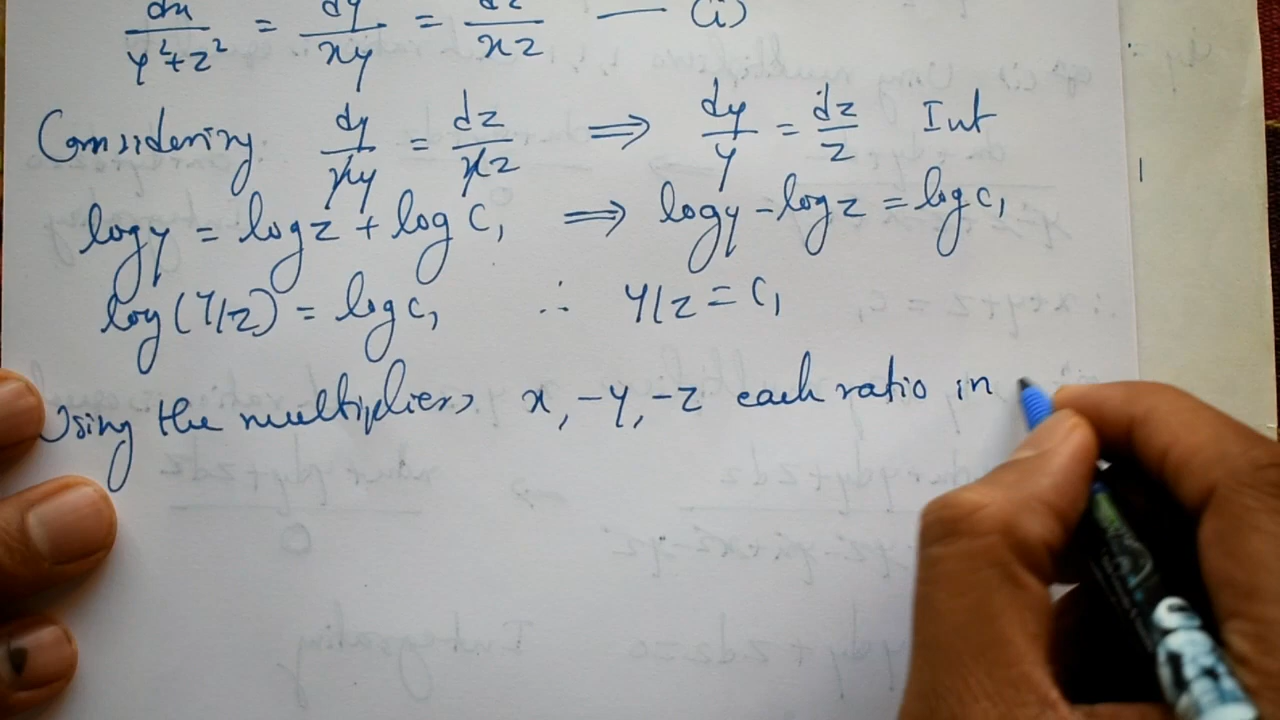 dx/(y²+z²) = dy/xy = dz/xz — (i)
Considering dy/xy = dz/xz ⟹ dy/y = dz/z Int
log y = log z + log C₁ ⟹ log y - log z = log c₁
log(Y/z) = log c₁ ∴ Y/z = C₁
Using the multipliers x, -y, -z each ratio in